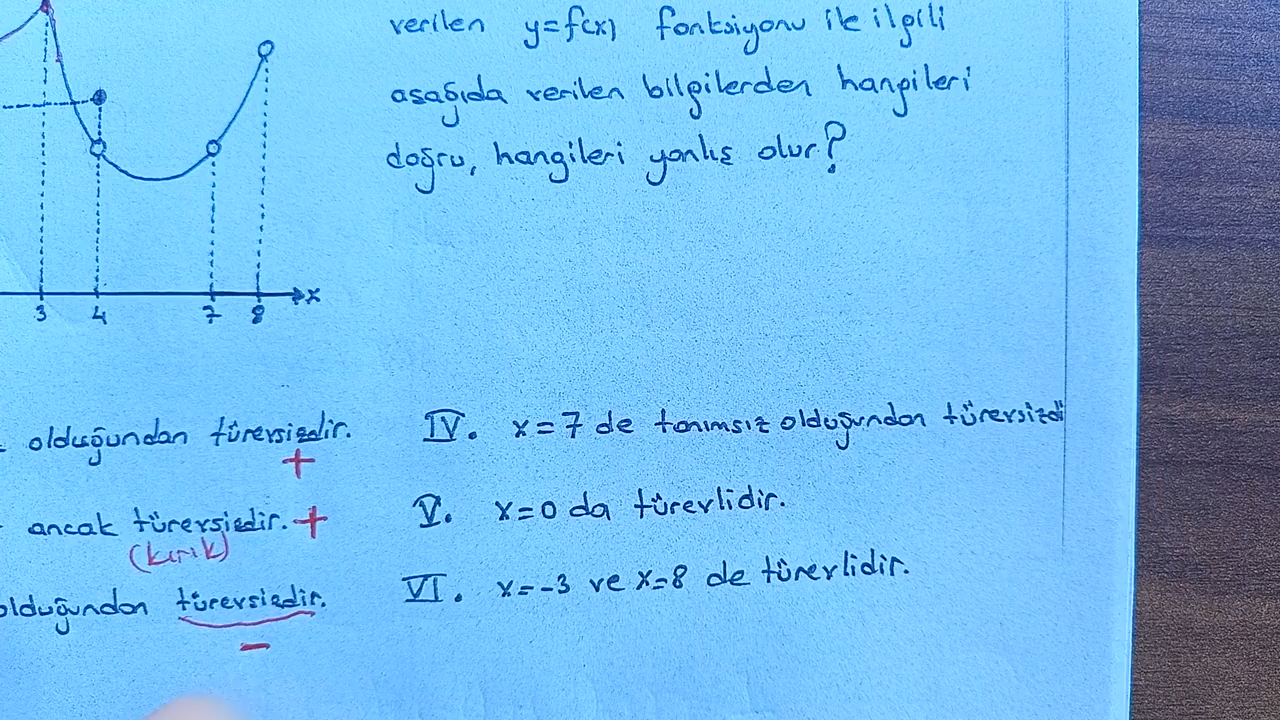 verilen y=f(x) fonksiyonu ile ilgili
aşağıda verilen bilgilerden hangileri
doğru, hangileri yanlış olur?
x
3 4 7 8
olduğundan türevsizdir.
+
ancak türevsizdir. +
(kırık)
olduğundan türevsizdir.
-
IV. x=7 de tanımsız olduğundan türevsizdi
V. x=0 da türevlidir.
VI. x=-3 ve x=8 de türevlidir.